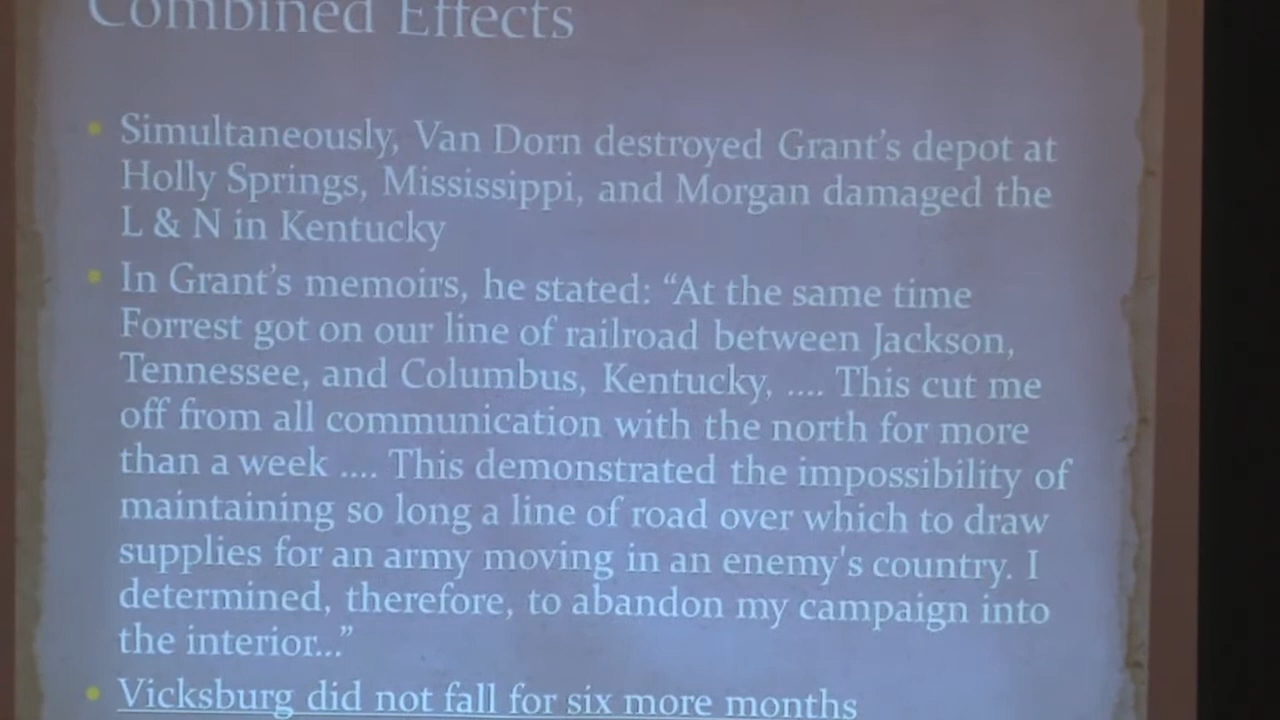 Combined Effects
• Simultaneously, Van Dorn destroyed Grant's depot at
Holly Springs, Mississippi, and Morgan damaged the
L & N in Kentucky
• In Grant's memoirs, he stated: “At the same time
Forrest got on our line of railroad between Jackson,
Tennessee, and Columbus, Kentucky, .... This cut me
off from all communication with the north for more
than a week .... This demonstrated the impossibility of
maintaining so long a line of road over which to draw
supplies for an army moving in an enemy's country. I
determined, therefore, to abandon my campaign into
the interior...”
• Vicksburg did not fall for six more months